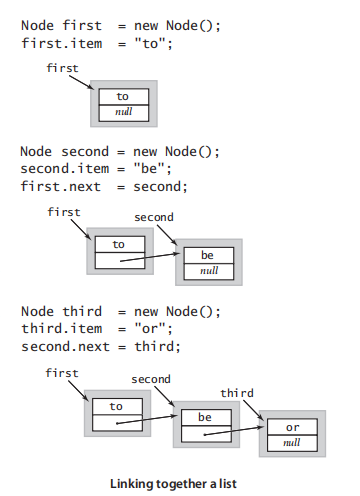 Node first  = new Node();
first.item  = "to";
first
to
null
Node second = new Node();
second.item = "be";
first.next  = second;
first
second
to
be
null
Node third  = new Node();
third.item  = "or";
second.next = third;
first
second
third
to
be
or
null
Linking together a list